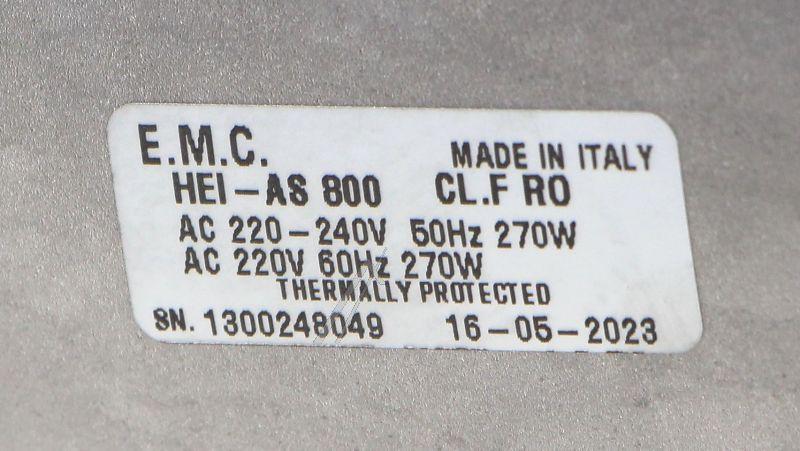 E.M.C. MADE IN ITALY
HEI-AS 800 CL.F RO
AC 220-240V 50Hz 270W
AC 220V 60Hz 270W
THERMALLY PROTECTED
SN. 1300248049 16-05-2023